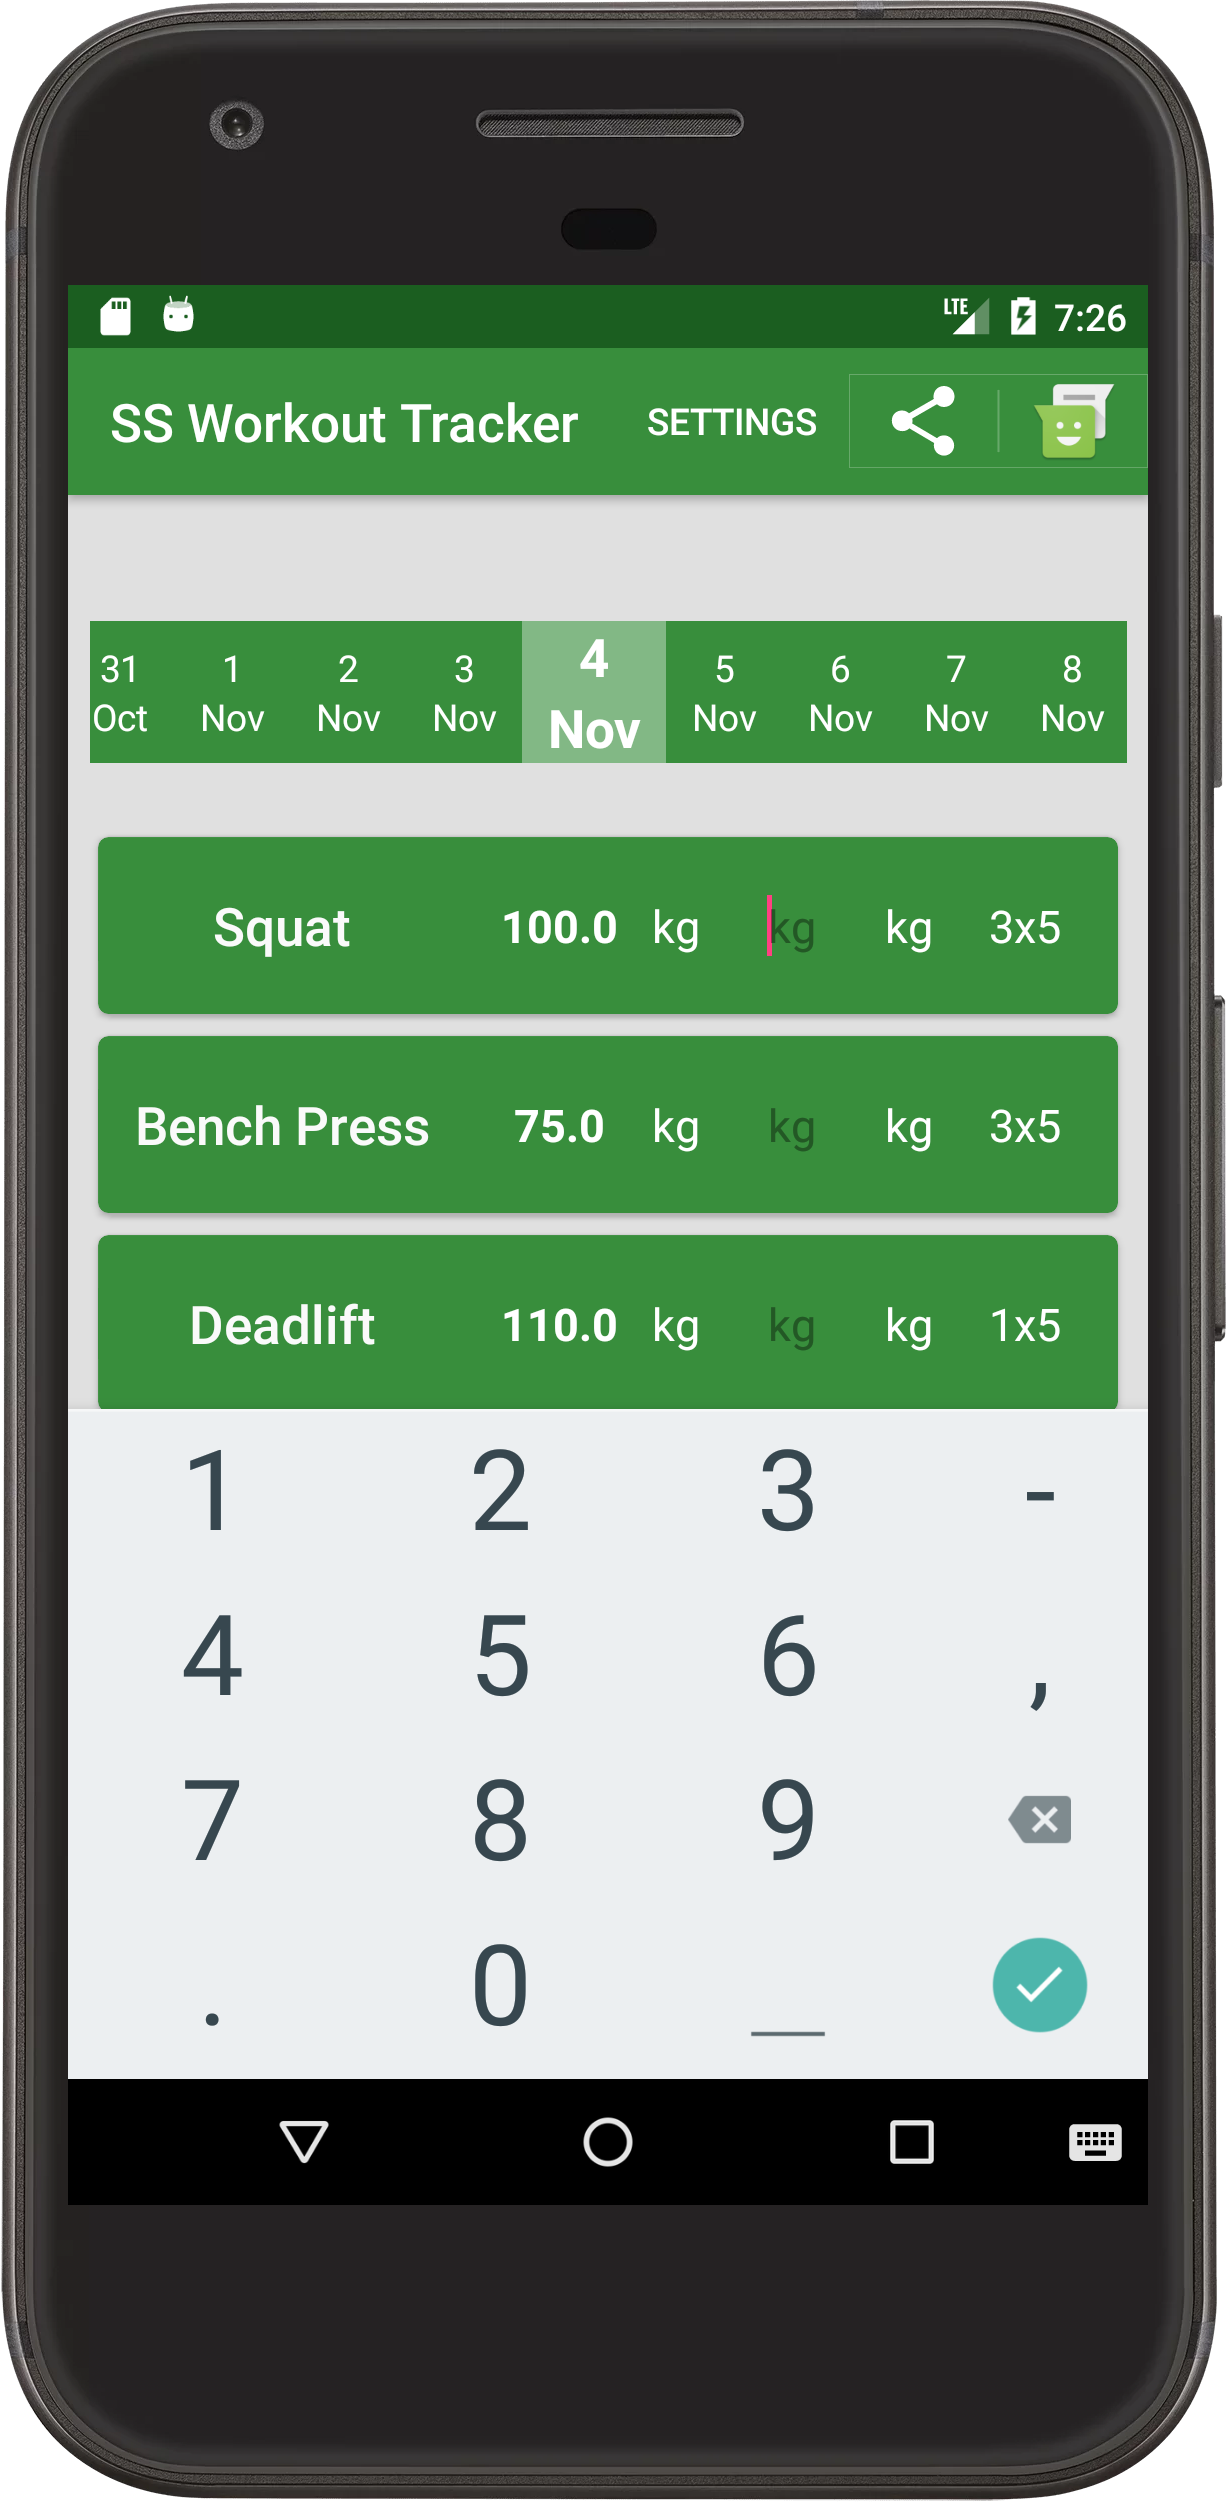 LTE 7:26
SS Workout Tracker SETTINGS
31 1 2 3 4 5 6 7 8
Oct Nov Nov Nov Nov Nov Nov Nov Nov
Squat 100.0 kg kg kg 3x5
Bench Press 75.0 kg kg kg 3x5
Deadlift 110.0 kg kg kg 1x5
1 2 3 -
4 5 6 ,
7 8 9
. 0